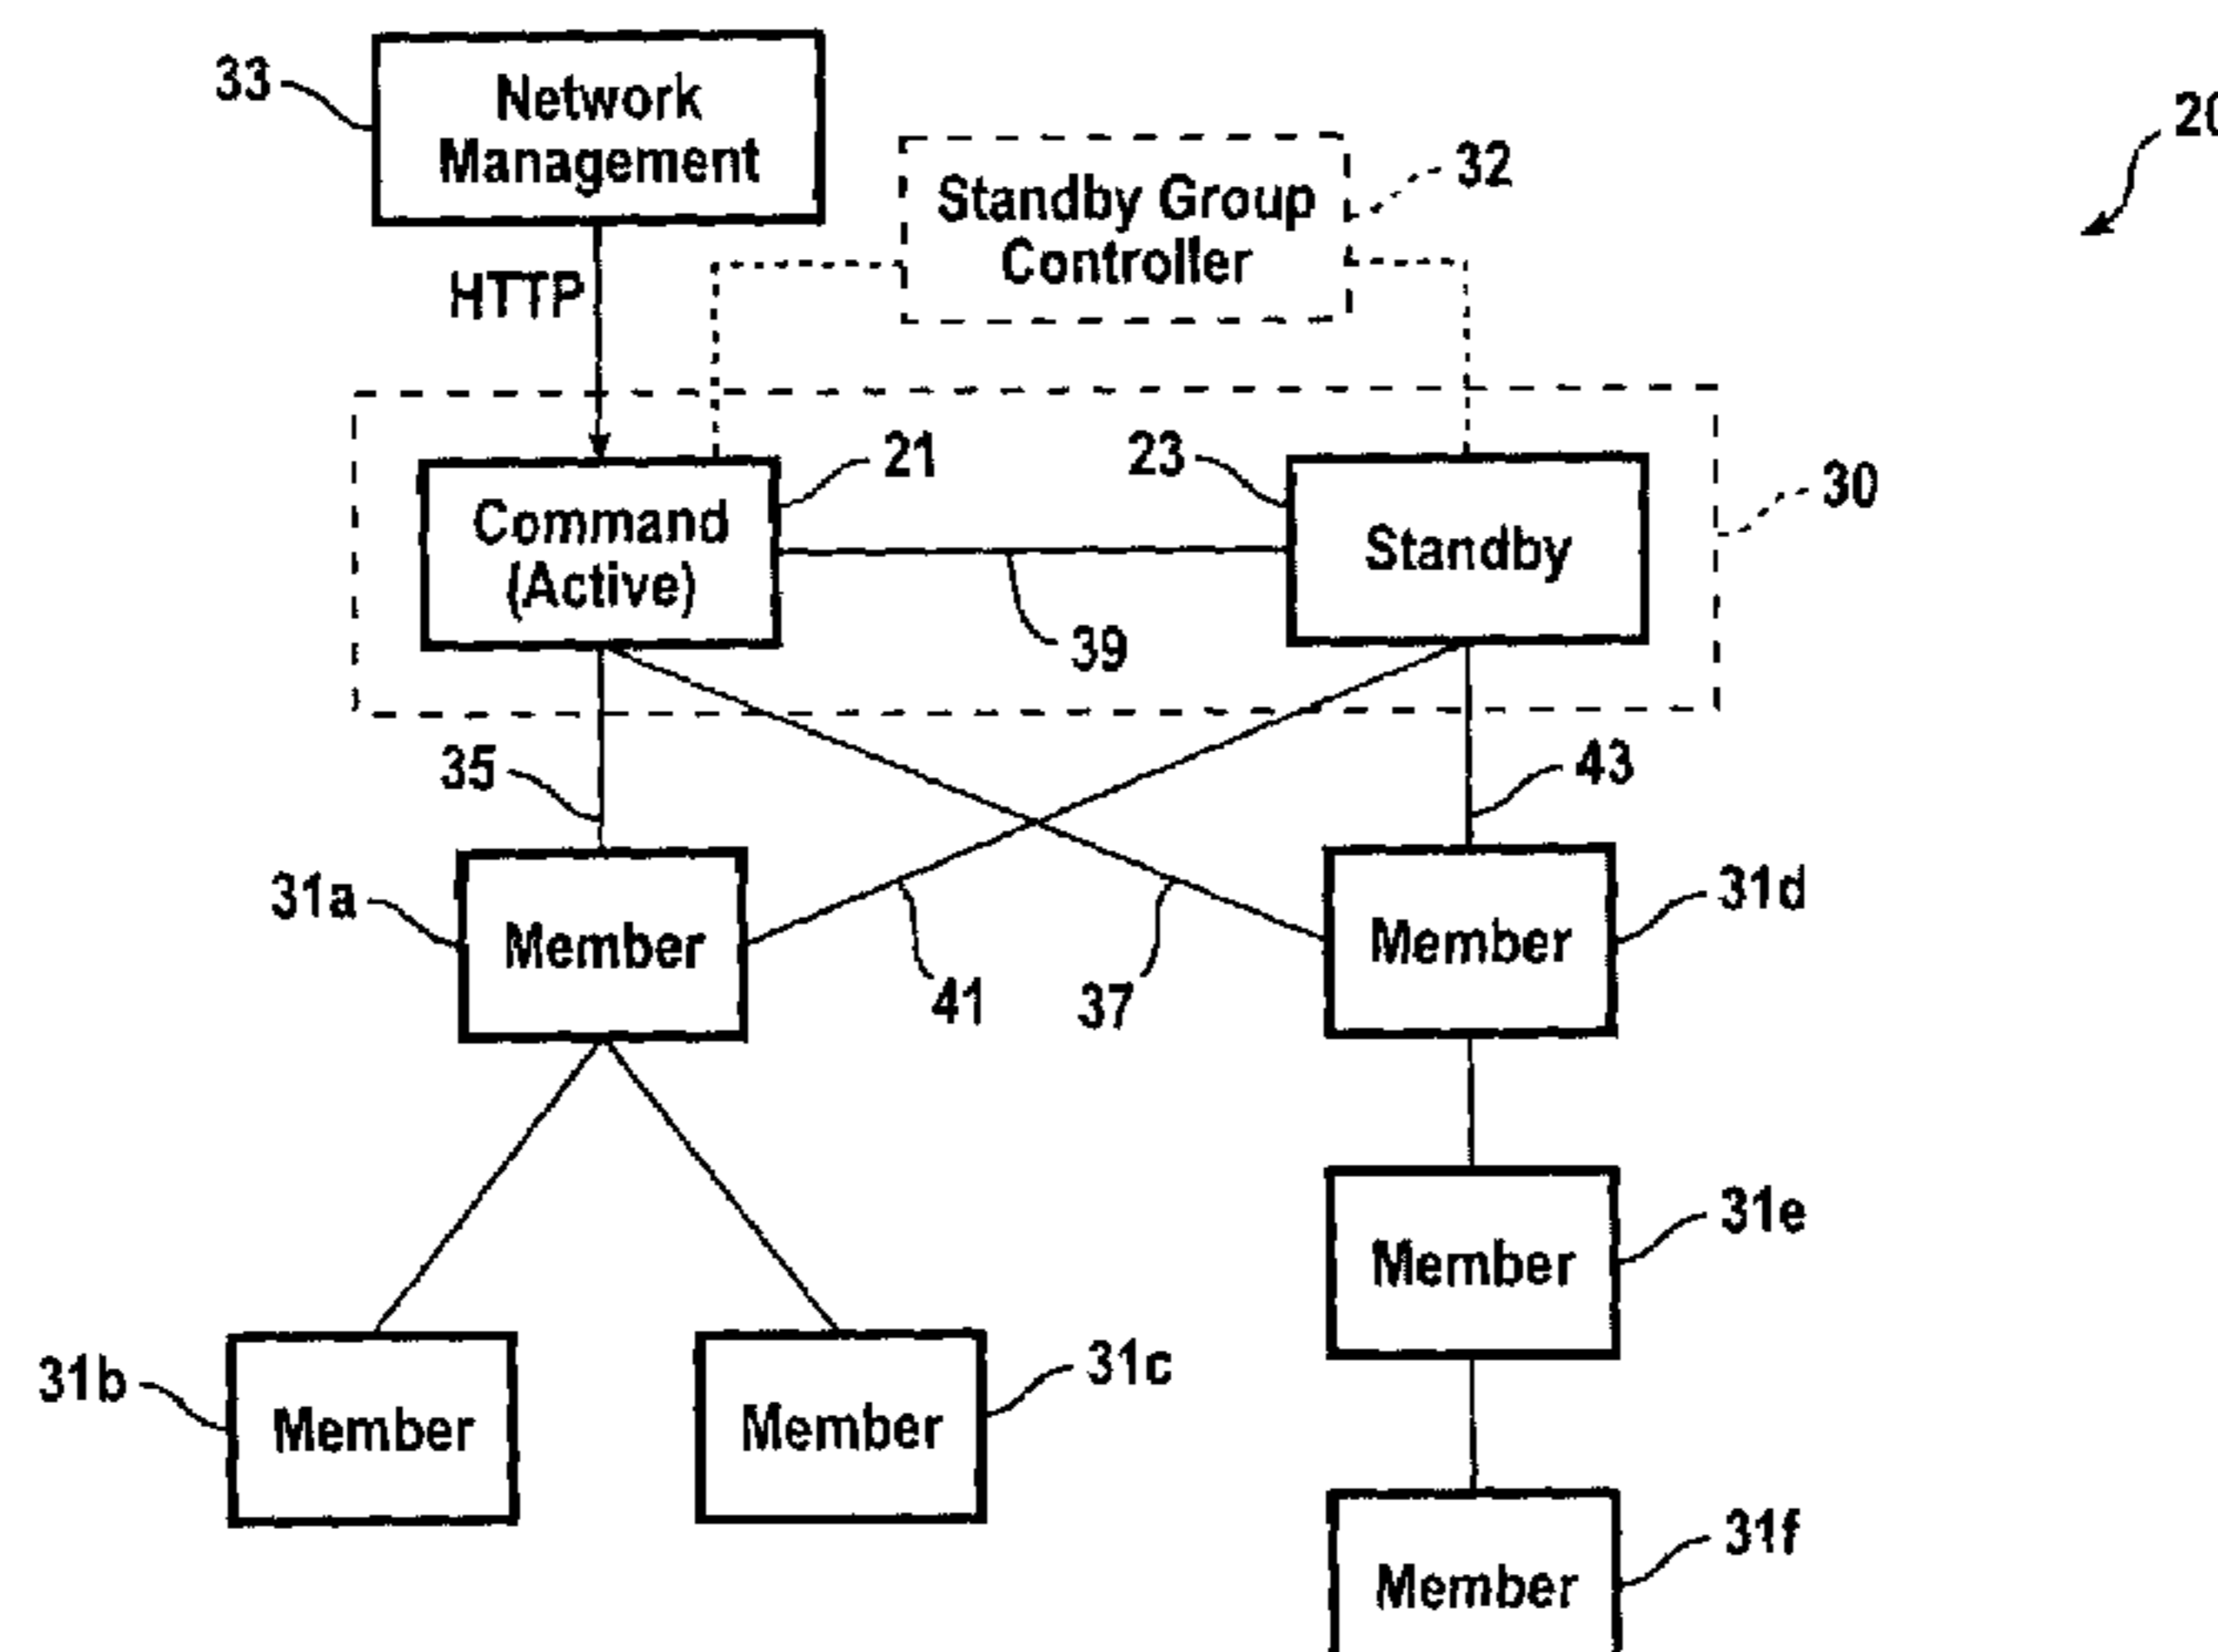 33
Network
Management
20
32
Standby Group
Controller
HTTP
21
23
30
Command
(Active)
Standby
39
35
43
31a
Member
31d
Member
41
37
31e
Member
31b
Member
31c
Member
31f
Member